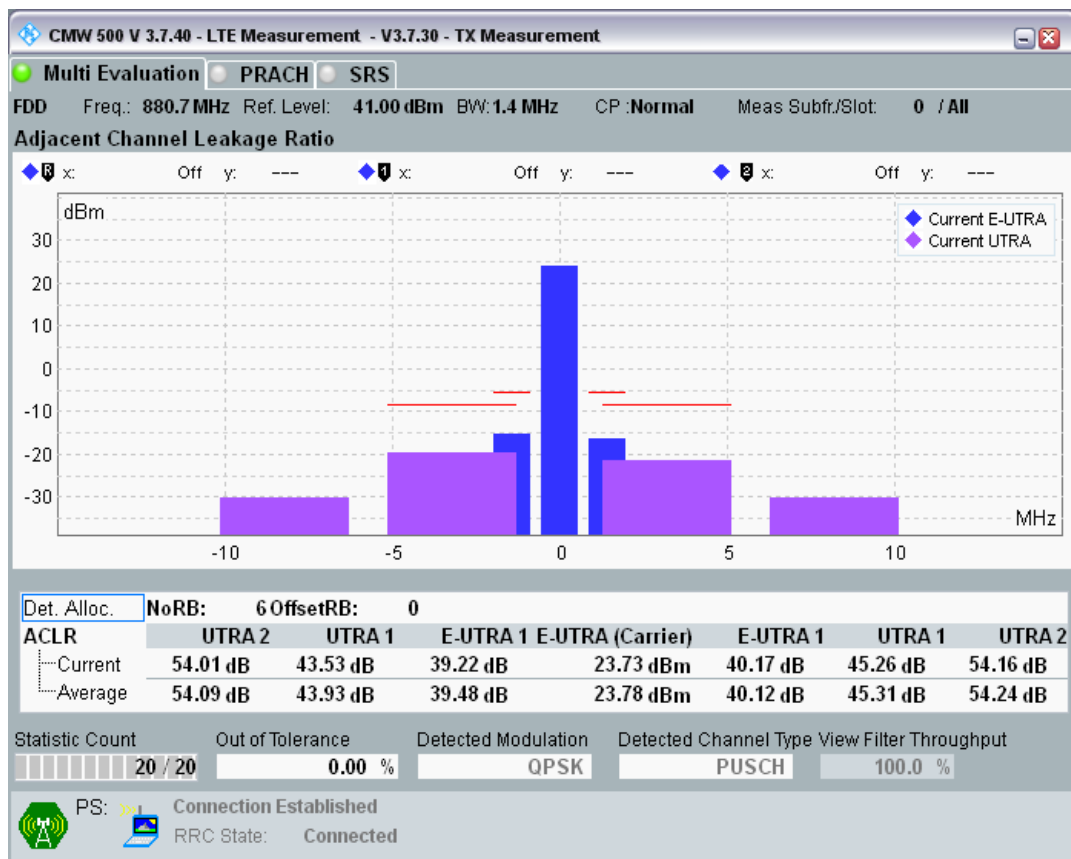 CMW 500 V 3.7.40 - LTE Measurement - V3.7.30 - TX Measurement
Multi Evaluation PRACH SRS
FDD Freq.: 880.7 MHz Ref. Level: 41.00 dBm BW: 1.4 MHz CP :Normal Meas Subfr./Slot: 0 / All
Adjacent Channel Leakage Ratio
R x: Off y: --- 1 x: Off y: --- 2 x: Off y: ---
dBm
Current E-UTRA
Current UTRA
30
20
10
0
-10
-20
-30
MHz
-10 -5 0 5 10
Det. Alloc. NoRB: 6 OffsetRB: 0
ACLR UTRA 2 UTRA 1 E-UTRA 1 E-UTRA (Carrier) E-UTRA 1 UTRA 1 UTRA 2
Current 54.01 dB 43.53 dB 39.22 dB 23.73 dBm 40.17 dB 45.26 dB 54.16 dB
Average 54.09 dB 43.93 dB 39.48 dB 23.78 dBm 40.12 dB 45.31 dB 54.24 dB
Statistic Count Out of Tolerance Detected Modulation Detected Channel Type View Filter Throughput
20 / 20 0.00 % QPSK PUSCH 100.0 %
PS: Connection Established
RRC State: Connected